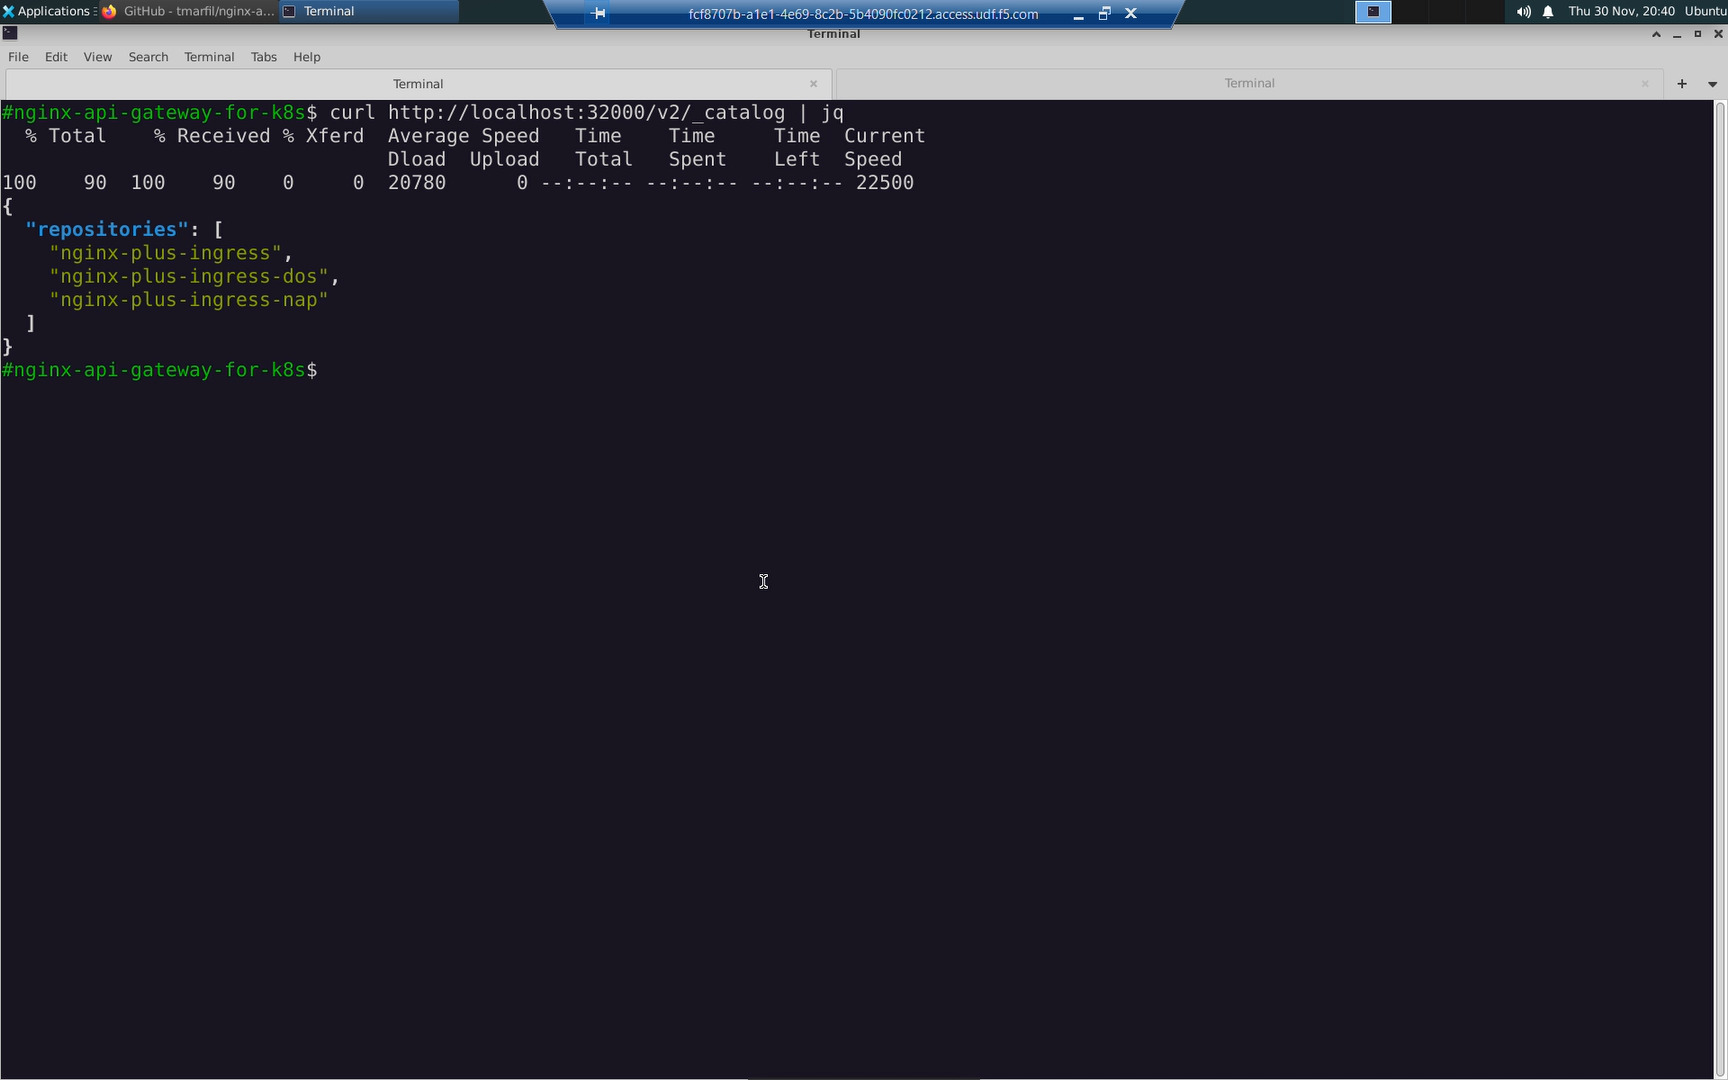 Applications GitHub - tmarfil/nginx-a... Terminal fcf8707b-a1e1-4e69-8c2b-5b4090fc0212.access.udf.f5.com Thu 30 Nov, 20:40 Ubuntu
Terminal
File Edit View Search Terminal Tabs Help
Terminal Terminal
#nginx-api-gateway-for-k8s$ curl http://localhost:32000/v2/_catalog | jq
  % Total    % Received % Xferd  Average Speed   Time    Time     Time  Current
                                 Dload  Upload   Total   Spent    Left  Speed
100    90  100    90    0     0  20780      0 --:--:-- --:--:-- --:--:-- 22500
{
  "repositories": [
    "nginx-plus-ingress",
    "nginx-plus-ingress-dos",
    "nginx-plus-ingress-nap"
  ]
}
#nginx-api-gateway-for-k8s$